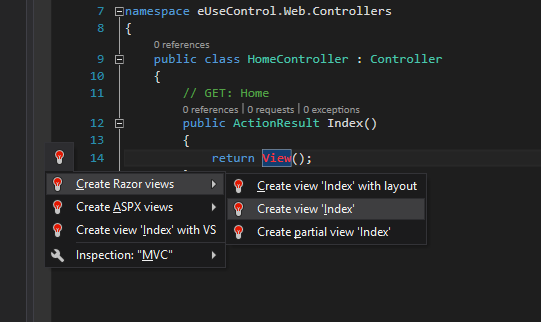 7 namespace eUseControl.Web.Controllers
8 {
0 references
9 public class HomeController : Controller
10 {
11 // GET: Home
0 references | 0 requests | 0 exceptions
12 public ActionResult Index()
13 {
14 return View();
Create Razor views
Create ASPX views
Create view 'Index' with VS
Inspection: "MVC"
Create view 'Index' with layout
Create view 'Index'
Create partial view 'Index'